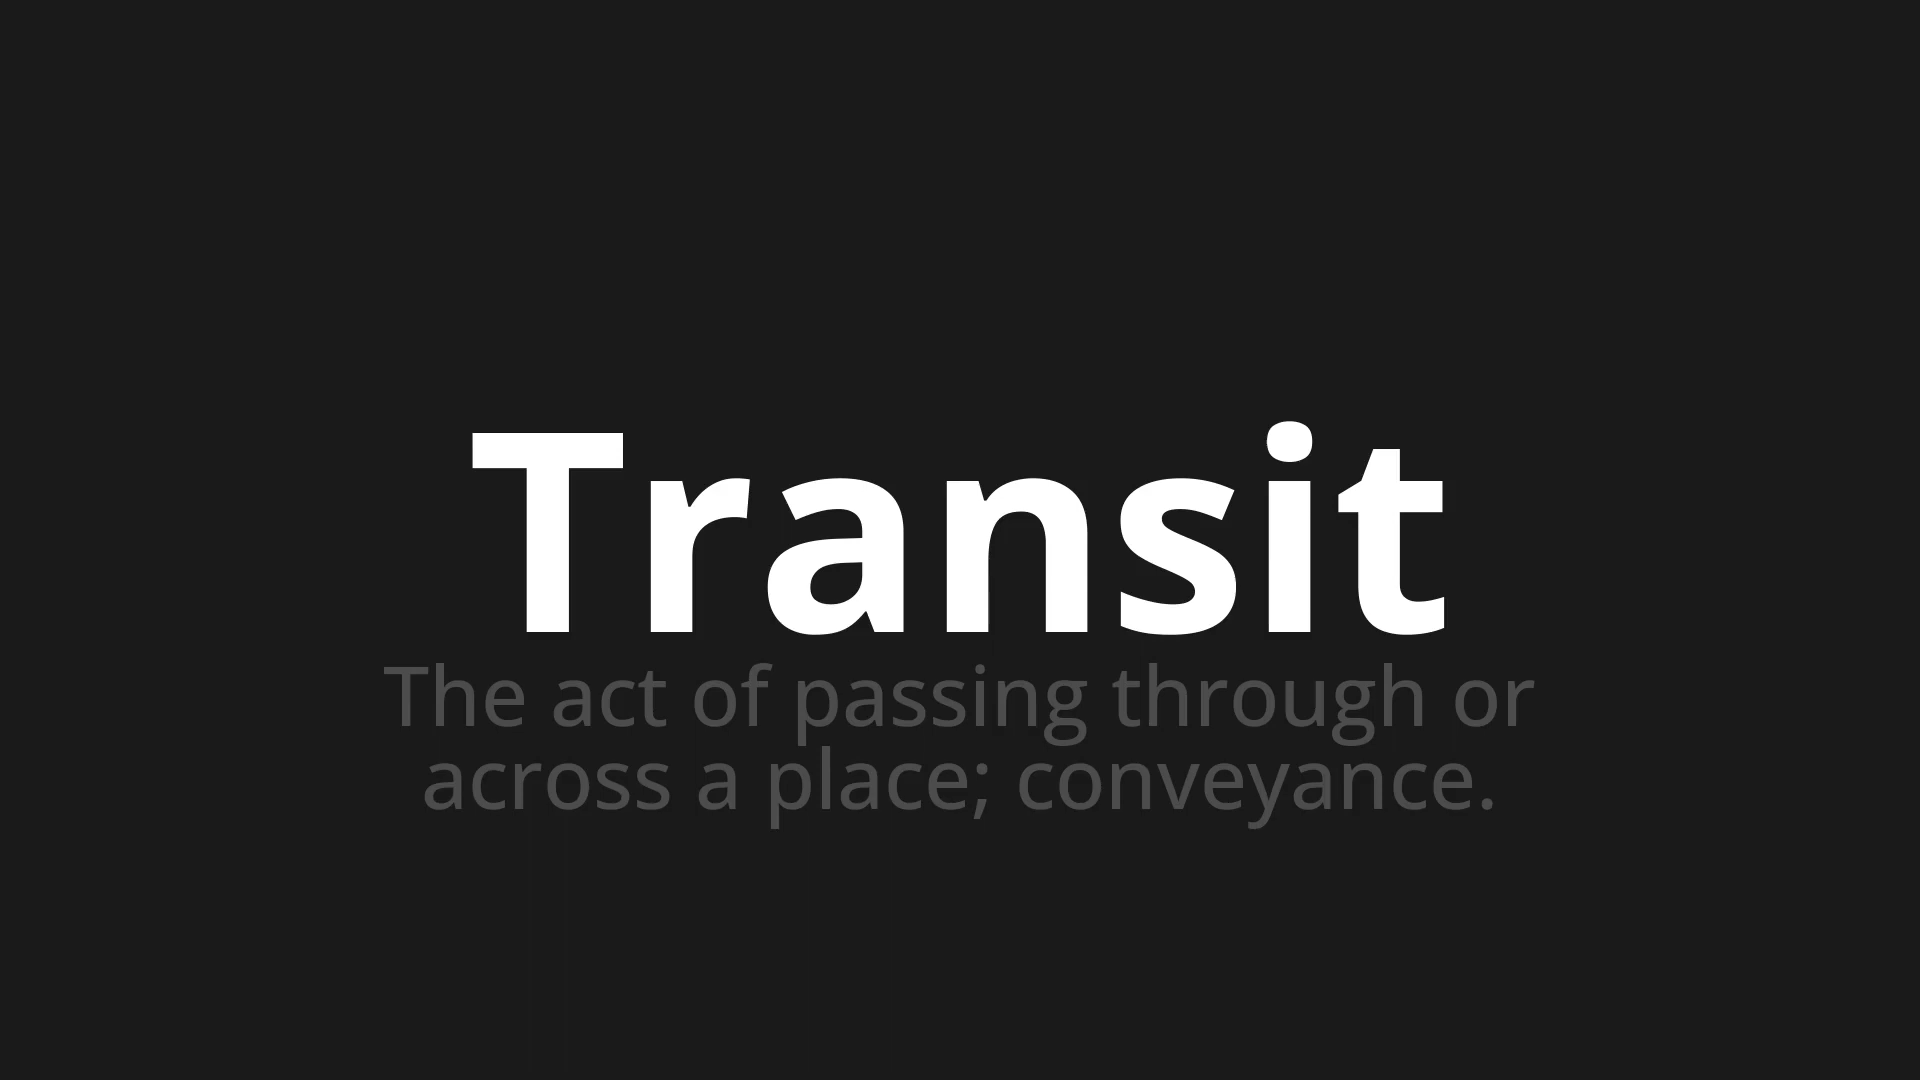 Transit
The act of passing through or
across a place; conveyance.